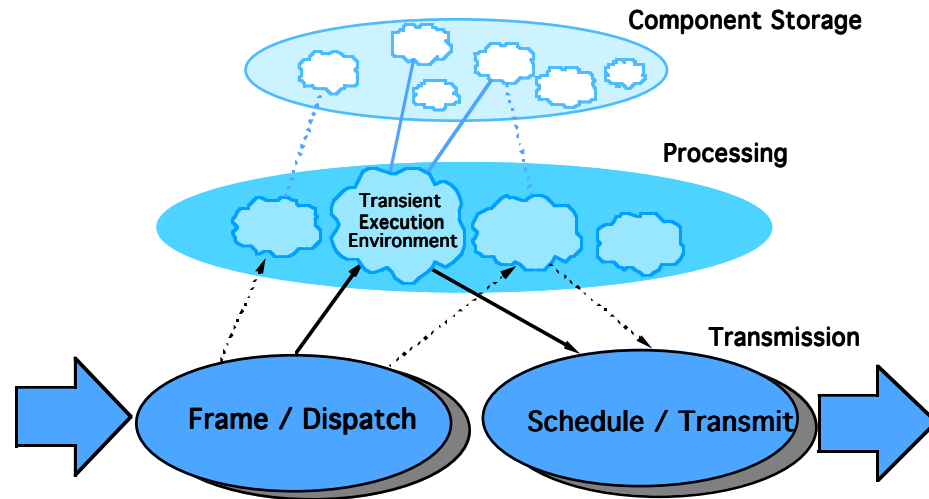 Component Storage
Processing
Transient
Execution
Environment
Transmission
Frame / Dispatch
Schedule / Transmit